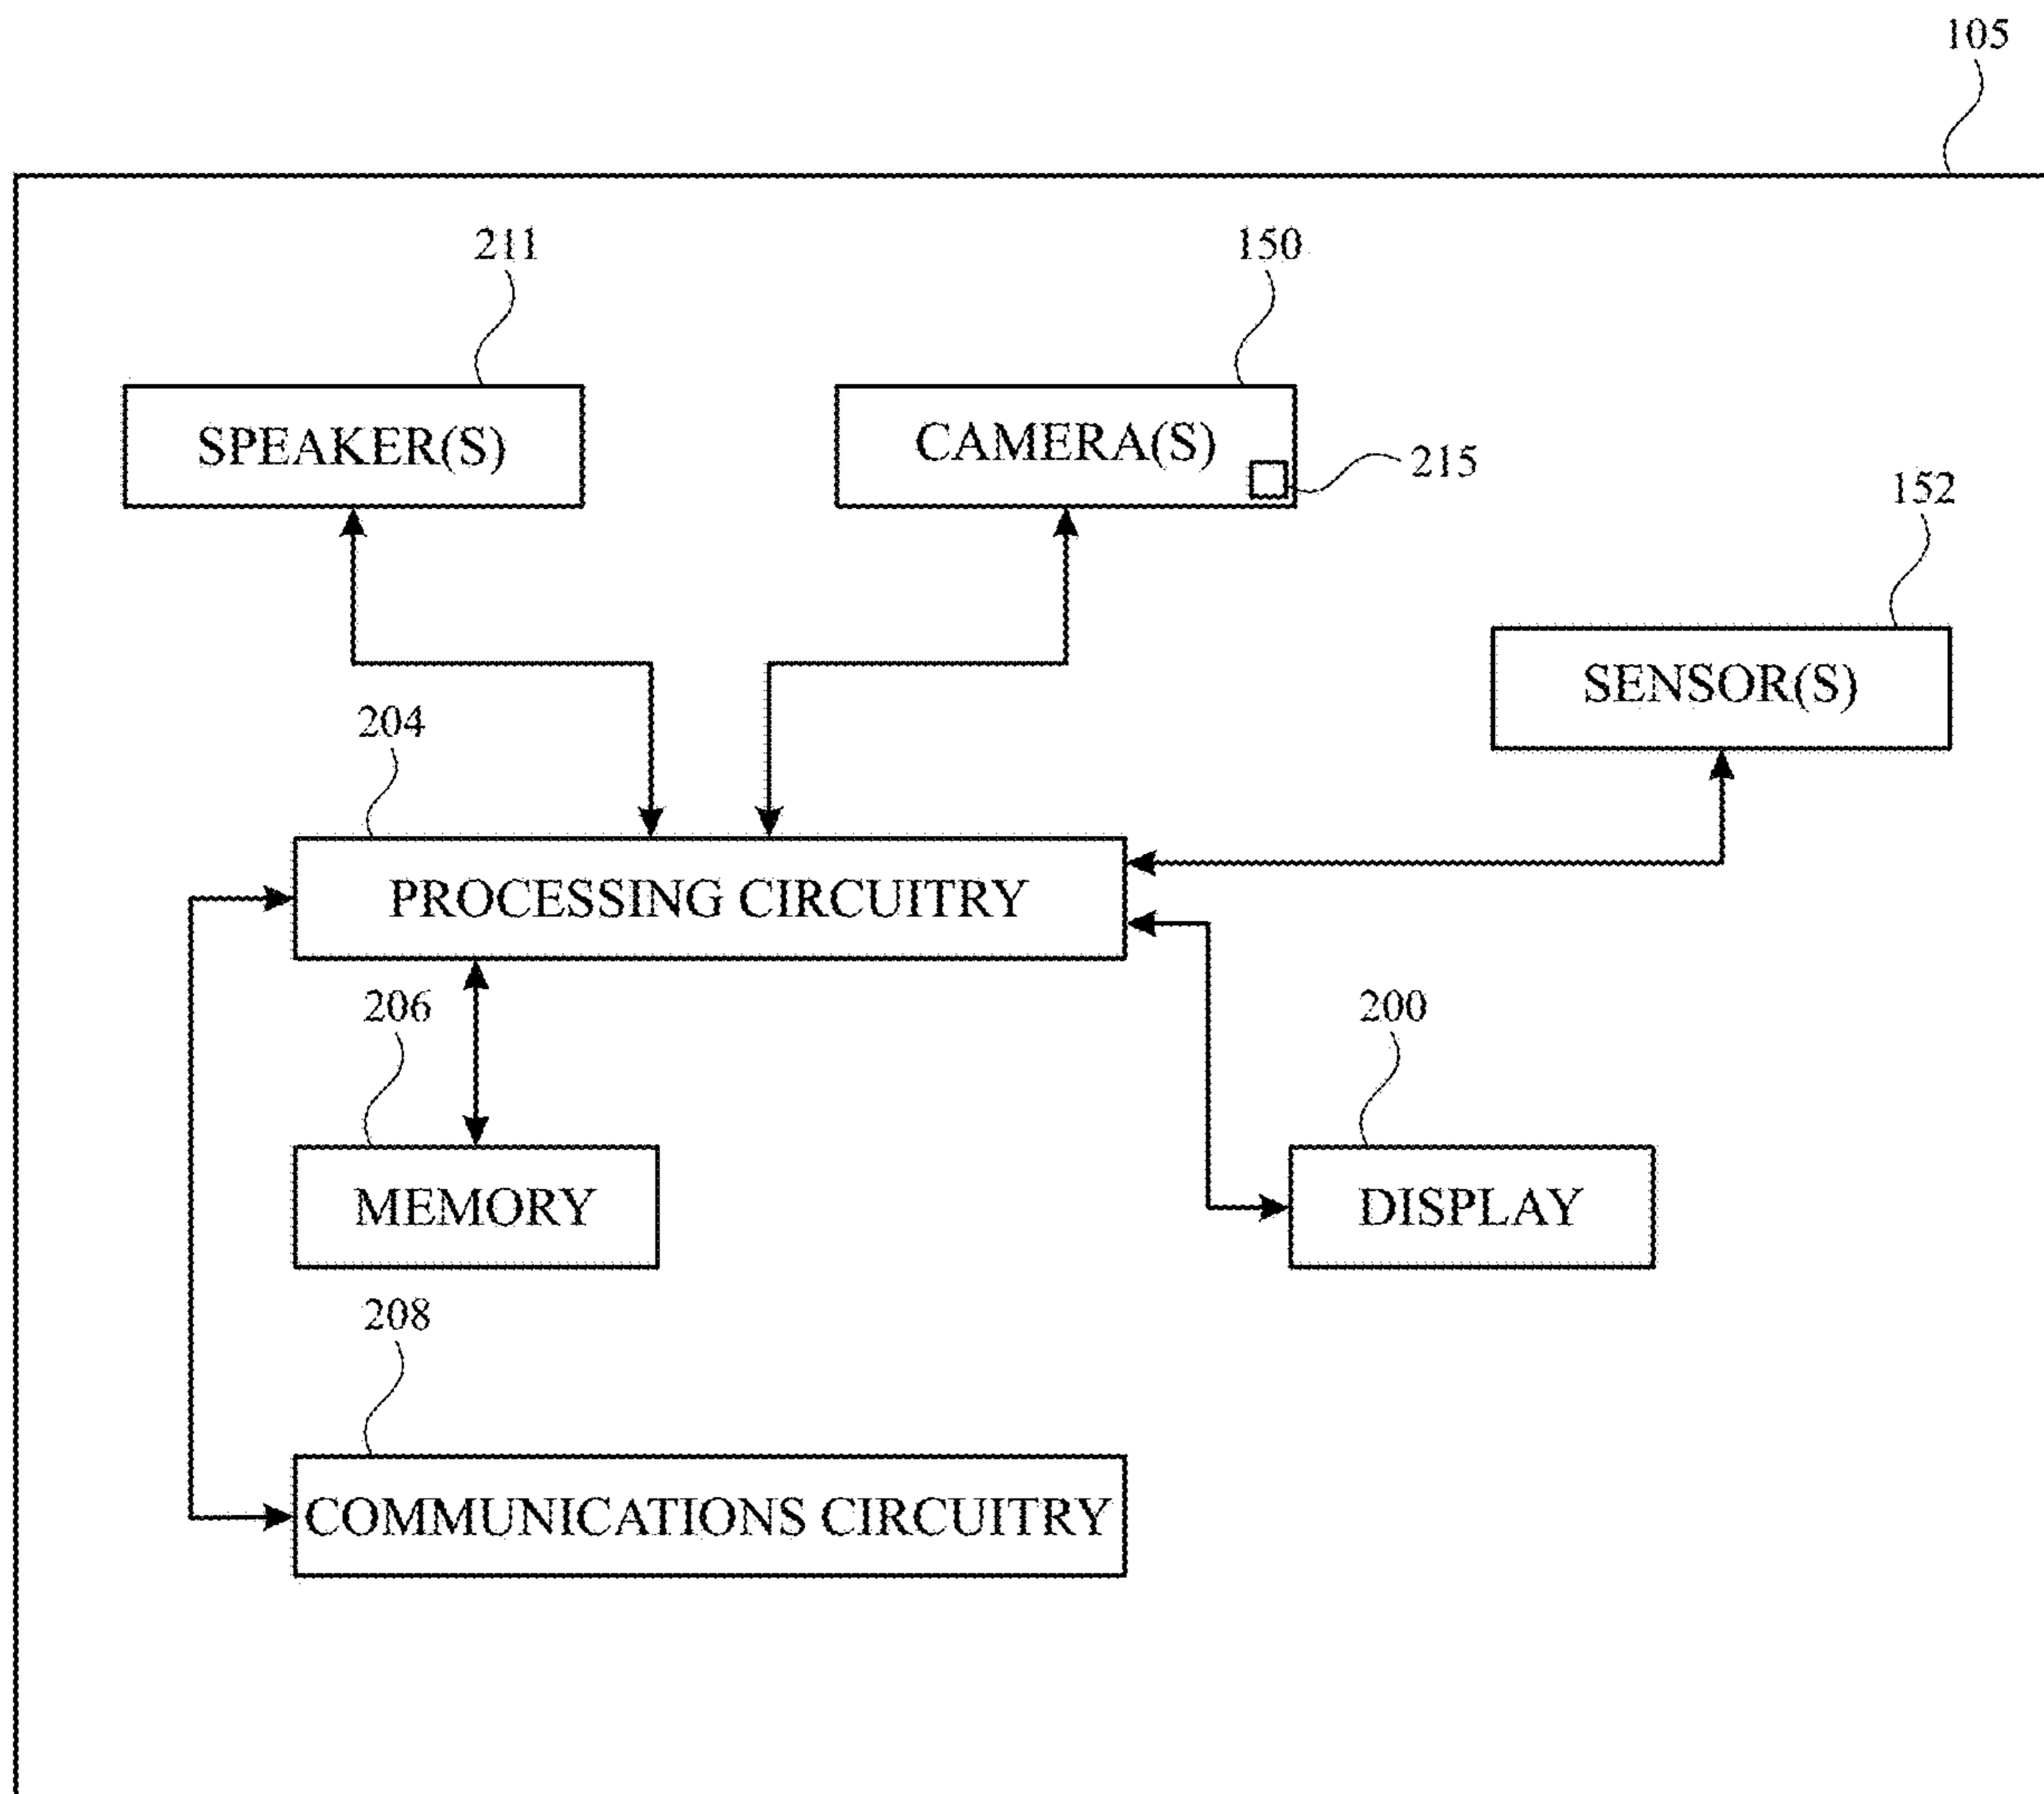 105
211
150
SPEAKER(S)
CAMERA(S)
215
152
SENSOR(S)
204
PROCESSING CIRCUITRY
206
200
MEMORY
DISPLAY
208
COMMUNICATIONS CIRCUITRY